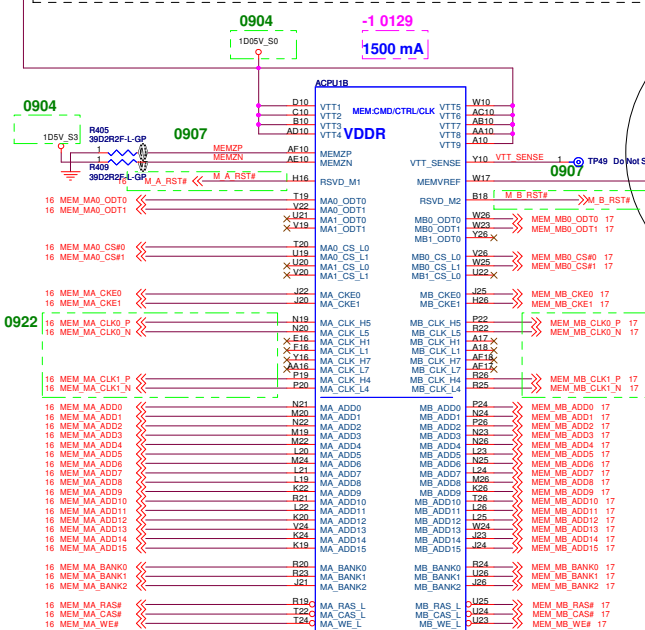 0904
-1 0129
1D05V_S0
1500 mA
ACPU1B
MEM:CMD/CTRL/CLK
VDDR
D10 VTT1 VTT5 W10
C10 VTT2 VTT6 AC10
B10 VTT3 VTT7 AB10
AD10 VTT4 VTT8 AA10
VTT9 A10
0904
1D5V_S3
R405
39D2R2F-L-GP
0907
1 MEMZP AF10 MEMZP
1 MEMZN AE10 MEMZN
R409
39D2R2F-L-GP
VTT_SENSE Y10 VTT_SENSE 1 TP49 Do Not S
0907
16 M_A_RST# M_A_RST# H16 RSVD_M1
MEMVREF W17
RSVD_M2 B18 M_B_RST# M_B_RST#
16 MEM_MA0_ODT0 T19 MA0_ODT0
16 MEM_MA0_ODT1 V22 MA0_ODT1
U21 MA1_ODT0
V19 MA1_ODT1
MB0_ODT0 W26 MEM_MB0_ODT0 17
MB0_ODT1 W23 MEM_MB0_ODT1 17
MB1_ODT0 Y26
16 MEM_MA0_CS#0 T20 MA0_CS_L0
16 MEM_MA0_CS#1 U19 MA0_CS_L1
U20 MA1_CS_L0
V20 MA1_CS_L1
MB0_CS_L0 V26 MEM_MB0_CS#0 17
MB0_CS_L1 W25 MEM_MB0_CS#1 17
MB1_CS_L0 U22
16 MEM_MA_CKE0 J22 MA_CKE0 MB_CKE0 J25 MEM_MB_CKE0 17
16 MEM_MA_CKE1 J20 MA_CKE1 MB_CKE1 H26 MEM_MB_CKE1 17
0922
16 MEM_MA_CLK0_P N19 MA_CLK_H5 MB_CLK_H5 P22 MEM_MB_CLK0_P 17
16 MEM_MA_CLK0_N N20 MA_CLK_L5 MB_CLK_L5 R22 MEM_MB_CLK0_N 17
E16 MA_CLK_H1 MB_CLK_H1 A17
F16 MA_CLK_L1 MB_CLK_L1 A18
Y16 MA_CLK_H7 MB_CLK_H7 AF18
AA16 MA_CLK_L7 MB_CLK_L7 AF17
16 MEM_MA_CLK1_P P19 MA_CLK_H4 MB_CLK_H4 R26 MEM_MB_CLK1_P 17
16 MEM_MA_CLK1_N P20 MA_CLK_L4 MB_CLK_L4 R25 MEM_MB_CLK1_N 17
16 MEM_MA_ADD0 N21 MA_ADD0 MB_ADD0 P24 MEM_MB_ADD0 17
16 MEM_MA_ADD1 M20 MA_ADD1 MB_ADD1 N24 MEM_MB_ADD1 17
16 MEM_MA_ADD2 N22 MA_ADD2 MB_ADD2 P26 MEM_MB_ADD2 17
16 MEM_MA_ADD3 M19 MA_ADD3 MB_ADD3 N23 MEM_MB_ADD3 17
16 MEM_MA_ADD4 M22 MA_ADD4 MB_ADD4 N26 MEM_MB_ADD4 17
16 MEM_MA_ADD5 L20 MA_ADD5 MB_ADD5 L23 MEM_MB_ADD5 17
16 MEM_MA_ADD6 M24 MA_ADD6 MB_ADD6 N25 MEM_MB_ADD6 17
16 MEM_MA_ADD7 L21 MA_ADD7 MB_ADD7 L24 MEM_MB_ADD7 17
16 MEM_MA_ADD8 L19 MA_ADD8 MB_ADD8 M26 MEM_MB_ADD8 17
16 MEM_MA_ADD9 K22 MA_ADD9 MB_ADD9 K26 MEM_MB_ADD9 17
16 MEM_MA_ADD10 R21 MA_ADD10 MB_ADD10 T26 MEM_MB_ADD10 17
16 MEM_MA_ADD11 L22 MA_ADD11 MB_ADD11 L26 MEM_MB_ADD11 17
16 MEM_MA_ADD12 K20 MA_ADD12 MB_ADD12 L25 MEM_MB_ADD12 17
16 MEM_MA_ADD13 V24 MA_ADD13 MB_ADD13 W24 MEM_MB_ADD13 17
16 MEM_MA_ADD14 K24 MA_ADD14 MB_ADD14 J23 MEM_MB_ADD14 17
16 MEM_MA_ADD15 K19 MA_ADD15 MB_ADD15 J24 MEM_MB_ADD15 17
16 MEM_MA_BANK0 R20 MA_BANK0 MB_BANK0 R24 MEM_MB_BANK0 17
16 MEM_MA_BANK1 R23 MA_BANK1 MB_BANK1 U26 MEM_MB_BANK1 17
16 MEM_MA_BANK2 J21 MA_BANK2 MB_BANK2 J26 MEM_MB_BANK2 17
16 MEM_MA_RAS# R19 MA_RAS_L MB_RAS_L U25 MEM_MB_RAS# 17
16 MEM_MA_CAS# T22 MA_CAS_L MB_CAS_L U24 MEM_MB_CAS# 17
16 MEM_MA_WE# T24 MA_WE_L MB_WE_L U23 MEM_MB_WE# 17